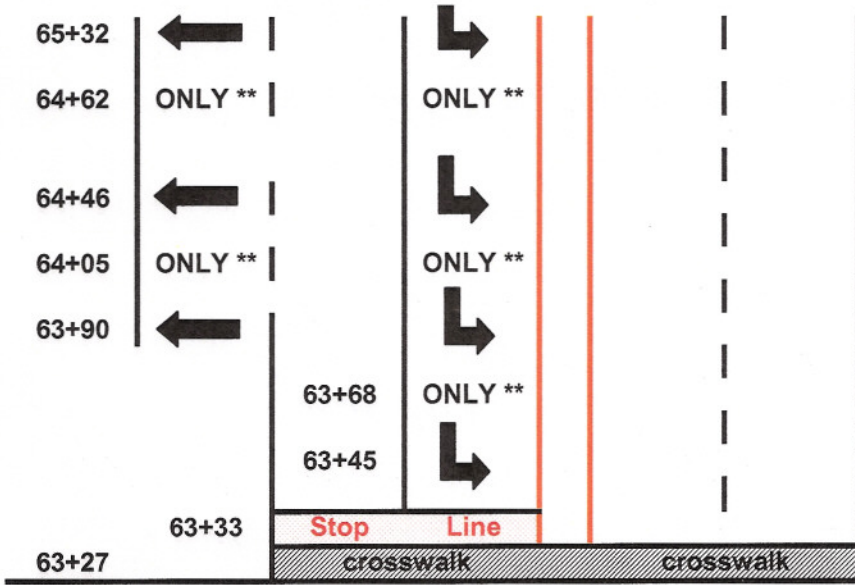 65+32
64+62 ONLY ** ONLY **
64+46
64+05 ONLY ** ONLY **
63+90
63+68 ONLY **
63+45
63+33 Stop Line
63+27 crosswalk crosswalk